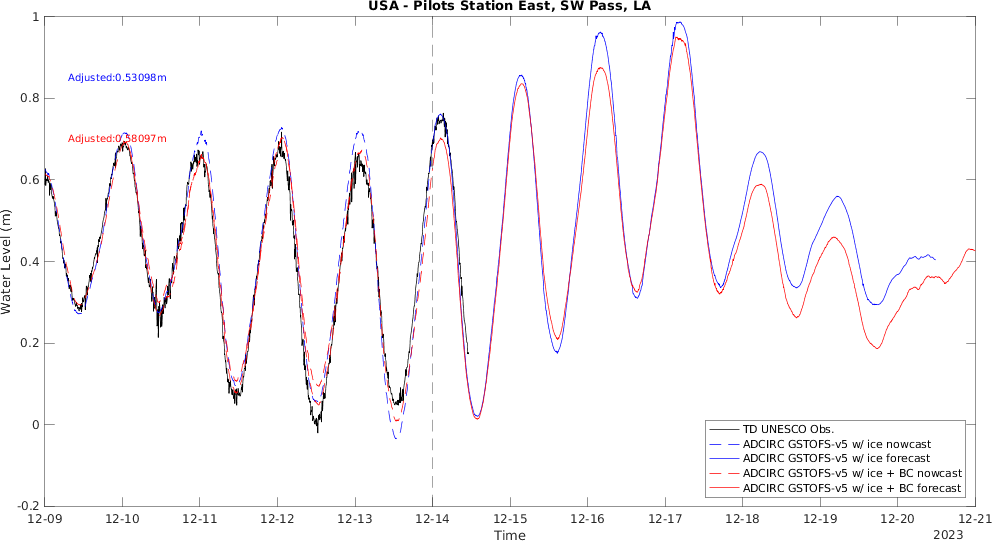 USA - Pilots Station East, SW Pass, LA
Adjusted:0.53098m
Adjusted:0.58097m
Water Level (m)
1
0.8
0.6
0.4
0.2
0
-0.2
12-09 12-10 12-11 12-12 12-13 12-14 12-15 12-16 12-17 12-18 12-19 12-20 12-21
Time
2023
TD UNESCO Obs.
ADCIRC GSTOFS-v5 w/ ice nowcast
ADCIRC GSTOFS-v5 w/ ice forecast
ADCIRC GSTOFS-v5 w/ ice + BC nowcast
ADCIRC GSTOFS-v5 w/ ice + BC forecast